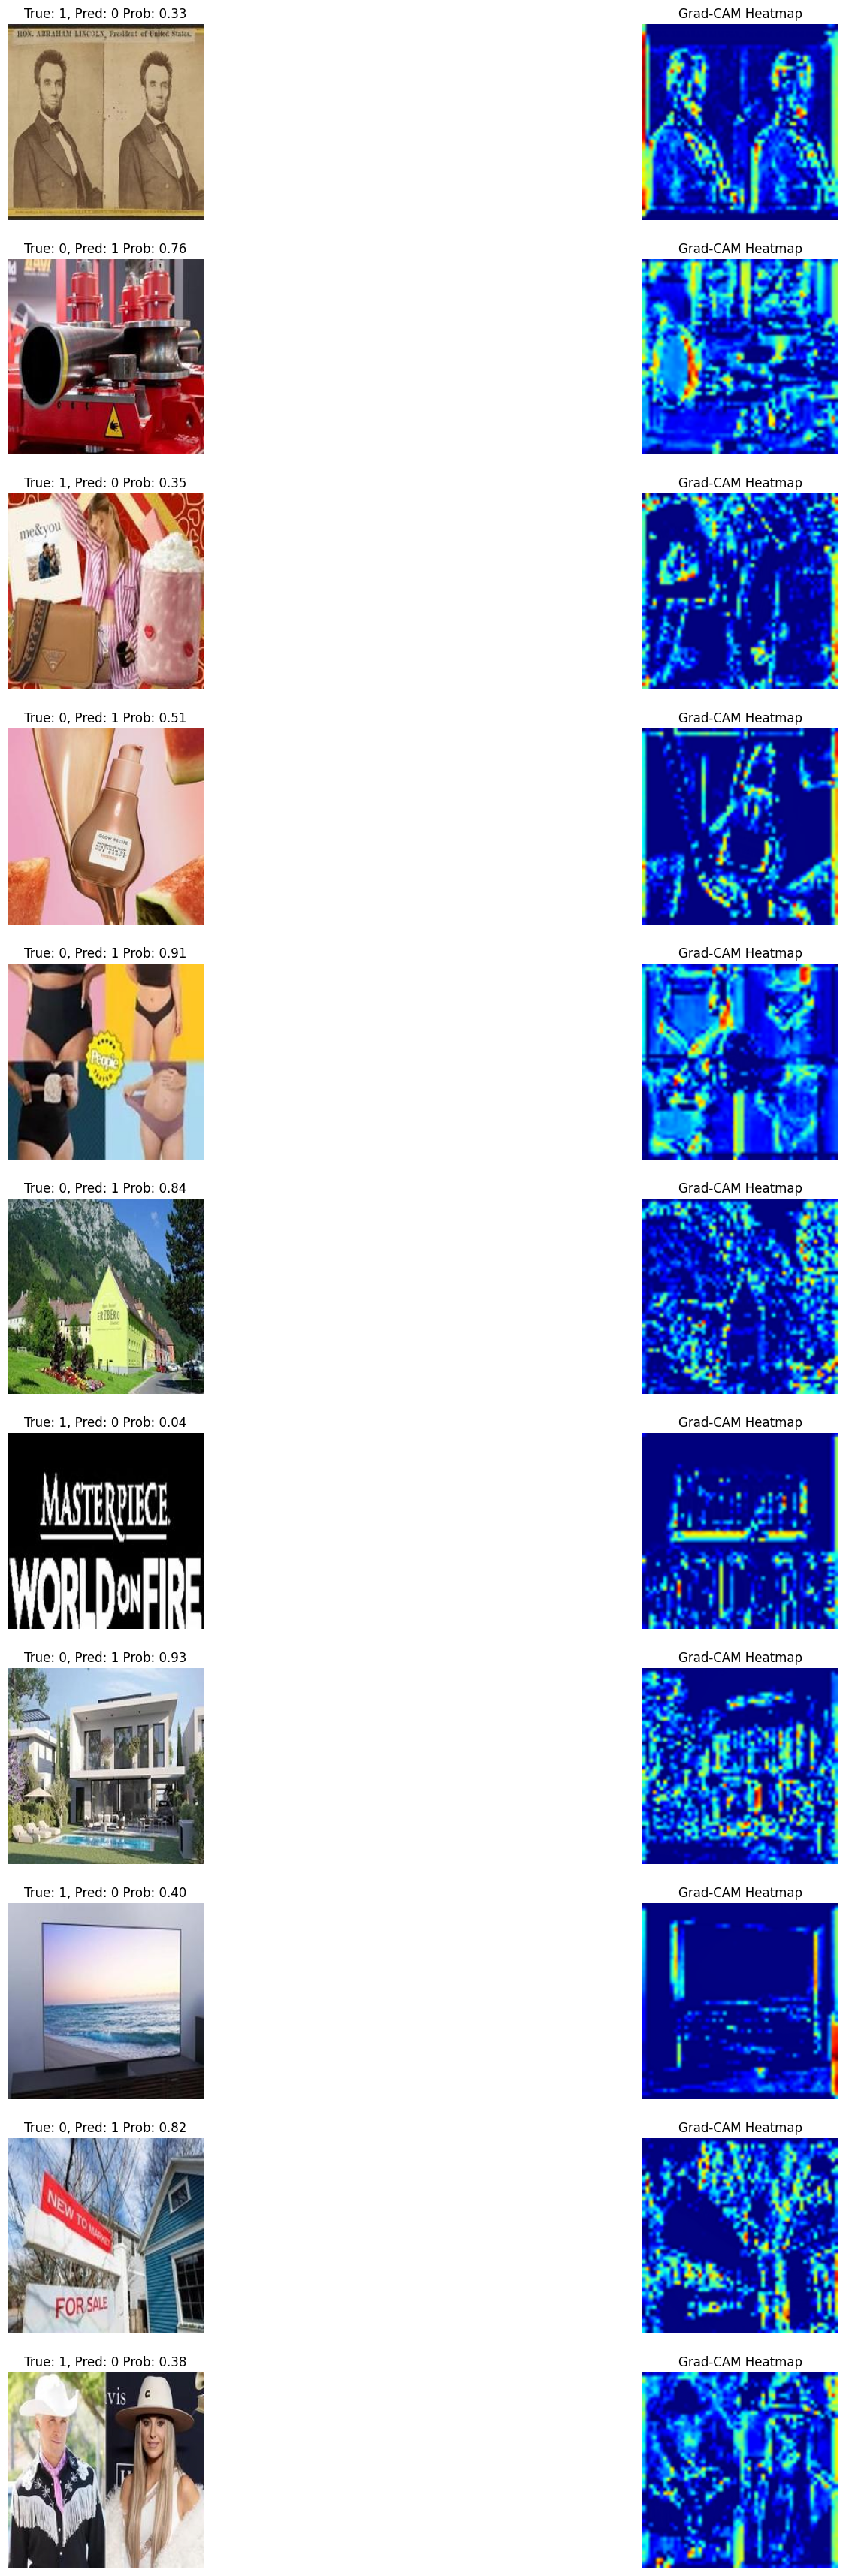 True: 1, Pred: 0 Prob: 0.33
Grad-CAM Heatmap
HON. ABRAHAM LINCOLN, President of United States.
True: 0, Pred: 1 Prob: 0.76
Grad-CAM Heatmap
True: 1, Pred: 0 Prob: 0.35
Grad-CAM Heatmap
me&you
True: 0, Pred: 1 Prob: 0.51
Grad-CAM Heatmap
GLOW RECIPE
True: 0, Pred: 1 Prob: 0.91
Grad-CAM Heatmap
People
True: 0, Pred: 1 Prob: 0.84
Grad-CAM Heatmap
ERZBERG
True: 1, Pred: 0 Prob: 0.04
Grad-CAM Heatmap
MASTERPIECE
WORLD ON FIRE
True: 0, Pred: 1 Prob: 0.93
Grad-CAM Heatmap
True: 1, Pred: 0 Prob: 0.40
Grad-CAM Heatmap
True: 0, Pred: 1 Prob: 0.82
Grad-CAM Heatmap
NEW TO MARKET
FOR SALE
True: 1, Pred: 0 Prob: 0.38
Grad-CAM Heatmap
vis